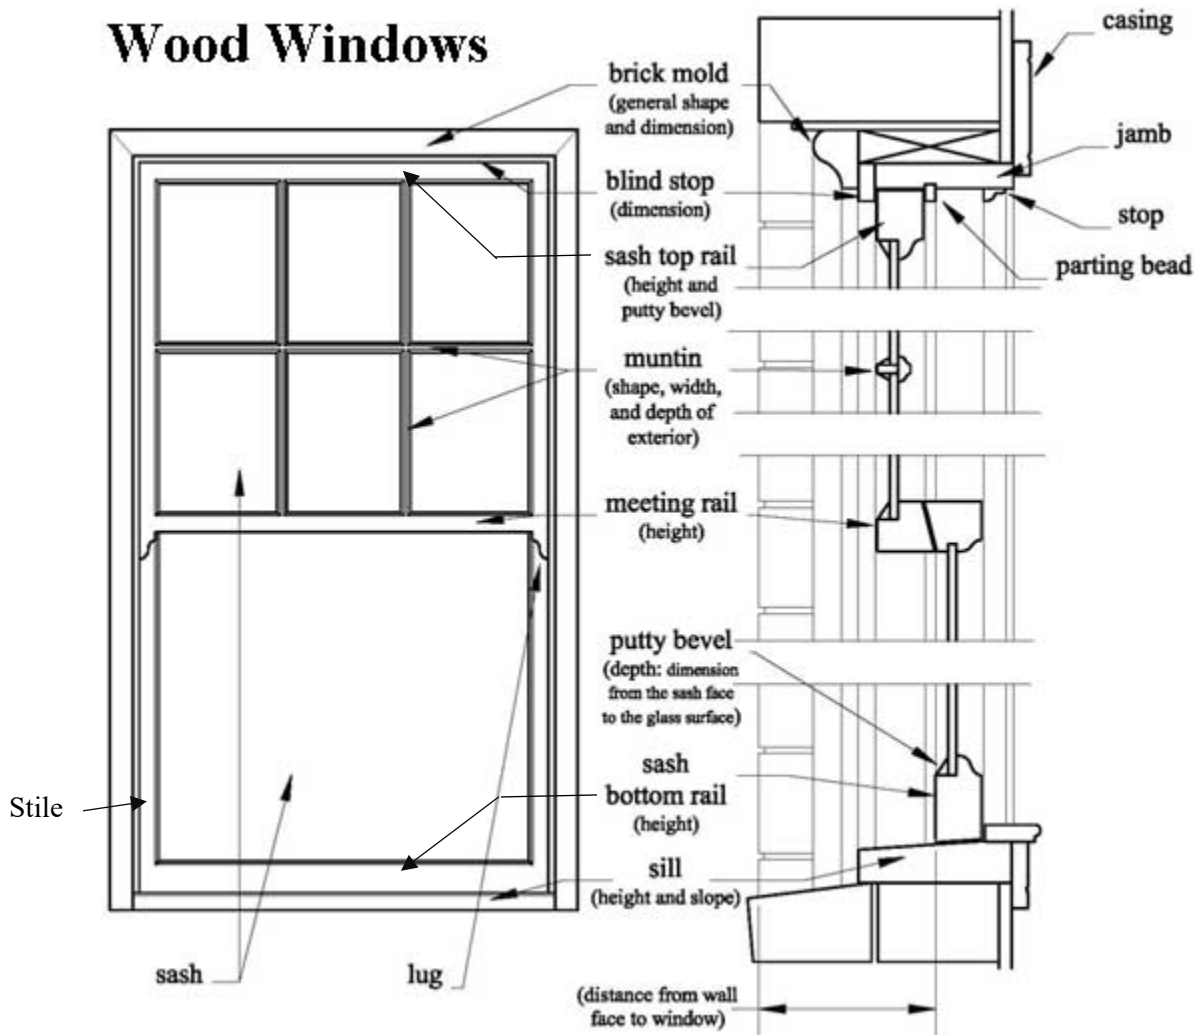 Wood Windows
casing
brick mold
(general shape
and dimension)
jamb
blind stop
(dimension)
stop
sash top rail
(height and
putty bevel)
parting bead
muntin
(shape, width,
and depth of
exterior)
meeting rail
(height)
putty bevel
(depth: dimension
from the sash face
to the glass surface)
sash
bottom rail
(height)
Stile
sill
(height and slope)
sash
lug
(distance from wall
face to window)